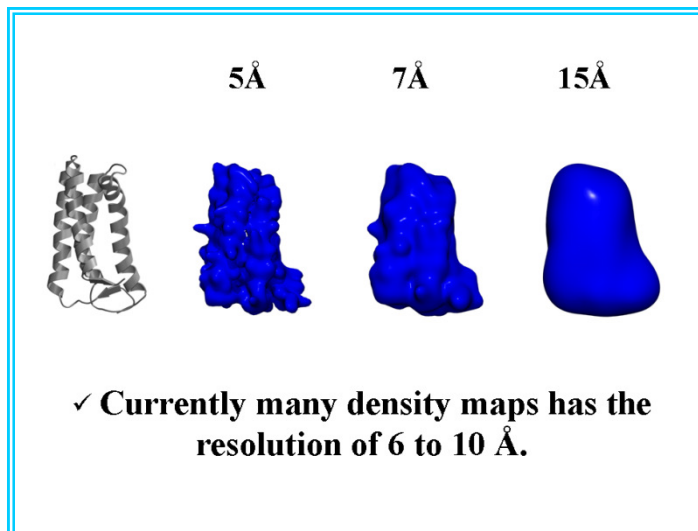 5Å
7Å
15Å
✓ Currently many density maps has the
resolution of 6 to 10 Å.